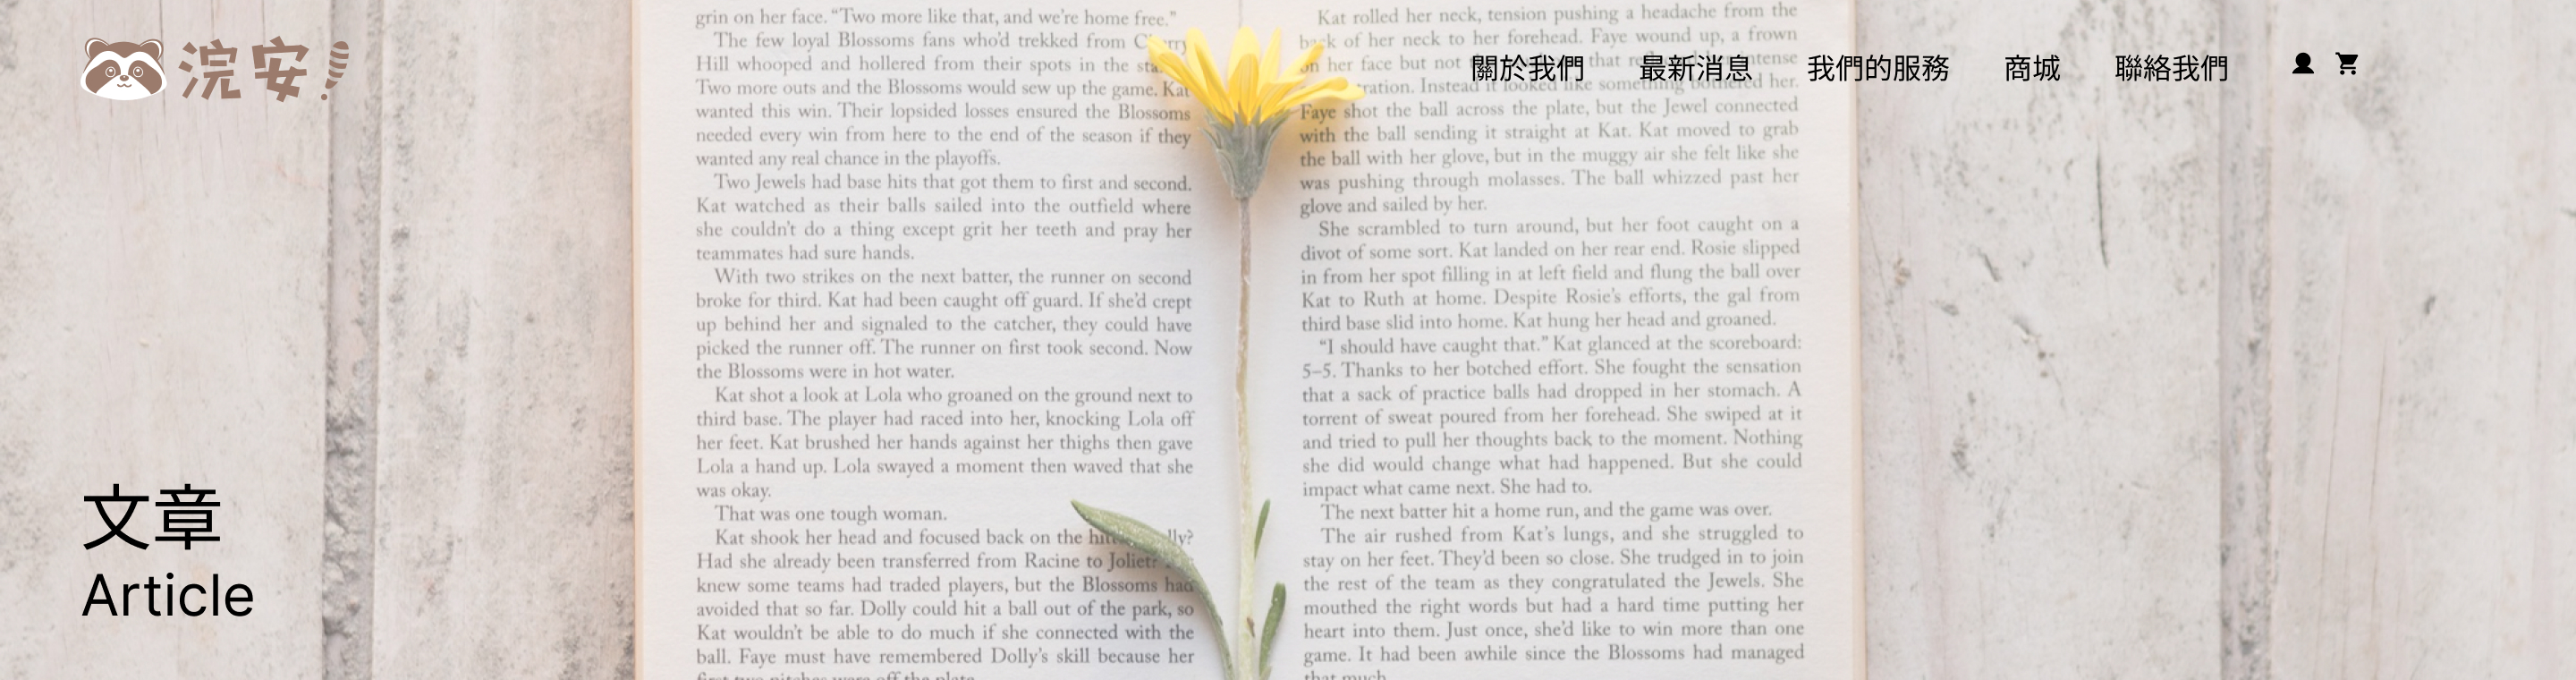 浣安
關於我們 最新消息 我們的服務 商城 聯絡我們
文章
Article
grin on her face. “Two more like that, and we’re home free.”
The few loyal Blossoms fans who’d trekked from
Hill whooped and hollered from their spots in the
Two more outs and the Blossoms would sew up the game. Kat
wanted this win. Their lopsided losses ensured the Blossoms
needed every win from here to the end of the season if they
wanted any real chance in the playoffs.
Two Jewels had base hits that got them to first and second.
Kat watched as their balls sailed into the outfield where
she couldn’t do a thing except grit her teeth and pray her
teammates had sure hands.
With two strikes on the next batter, the runner on second
broke for third. Kat had been caught off guard. If she’d crept
up behind her and signaled to the catcher, they could have
picked the runner off. The runner on first took second. Now
the Blossoms were in hot water.
Kat shot a look at Lola who groaned on the ground next to
third base. The player had raced into her, knocking Lola off
her feet. Kat brushed her hands against her thighs then gave
Lola a hand up. Lola swayed a moment then waved that she
was okay.
That was one tough woman.
Kat shook her head and focused back on the
Had she already been transferred from Racine to Joliet?
knew some teams had traded players, but the Blossoms had
avoided that so far. Dolly could hit a ball out of the park, so
Kat wouldn’t be able to do much if she connected with the
ball. Faye must have remembered Dolly’s skill because her
first two pitches were off the plate.
Kat rolled her neck, tension pushing a headache from the
back of her neck to her forehead. Faye wound up, a frown
on her face but not that intense
Instead it looked like something bothered her.
Faye shot the ball across the plate, but the Jewel connected
with the ball sending it straight at Kat. Kat moved to grab
the ball with her glove, but in the muggy air she felt like she
was pushing through molasses. The ball whizzed past her
glove and sailed by her.
She scrambled to turn around, but her foot caught on a
divot of some sort. Kat landed on her rear end. Rosie slipped
in from her spot filling in at left field and flung the ball over
Kat to Ruth at home. Despite Rosie’s efforts, the gal from
third base slid into home. Kat hung her head and groaned.
“I should have caught that.” Kat glanced at the scoreboard:
5–5. Thanks to her botched effort. She fought the sensation
that a sack of practice balls had dropped in her stomach. A
torrent of sweat poured from her forehead. She swiped at it
and tried to pull her thoughts back to the moment. Nothing
she did would change what had happened. But she could
impact what came next. She had to.
The next batter hit a home run, and the game was over.
The air rushed from Kat’s lungs, and she struggled to
stay on her feet. They’d been so close. She trudged in to join
the rest of the team as they congratulated the Jewels. She
mouthed the right words but had a hard time putting her
heart into them. Just once, she’d like to win more than one
game. It had been awhile since the Blossoms had managed
that much.